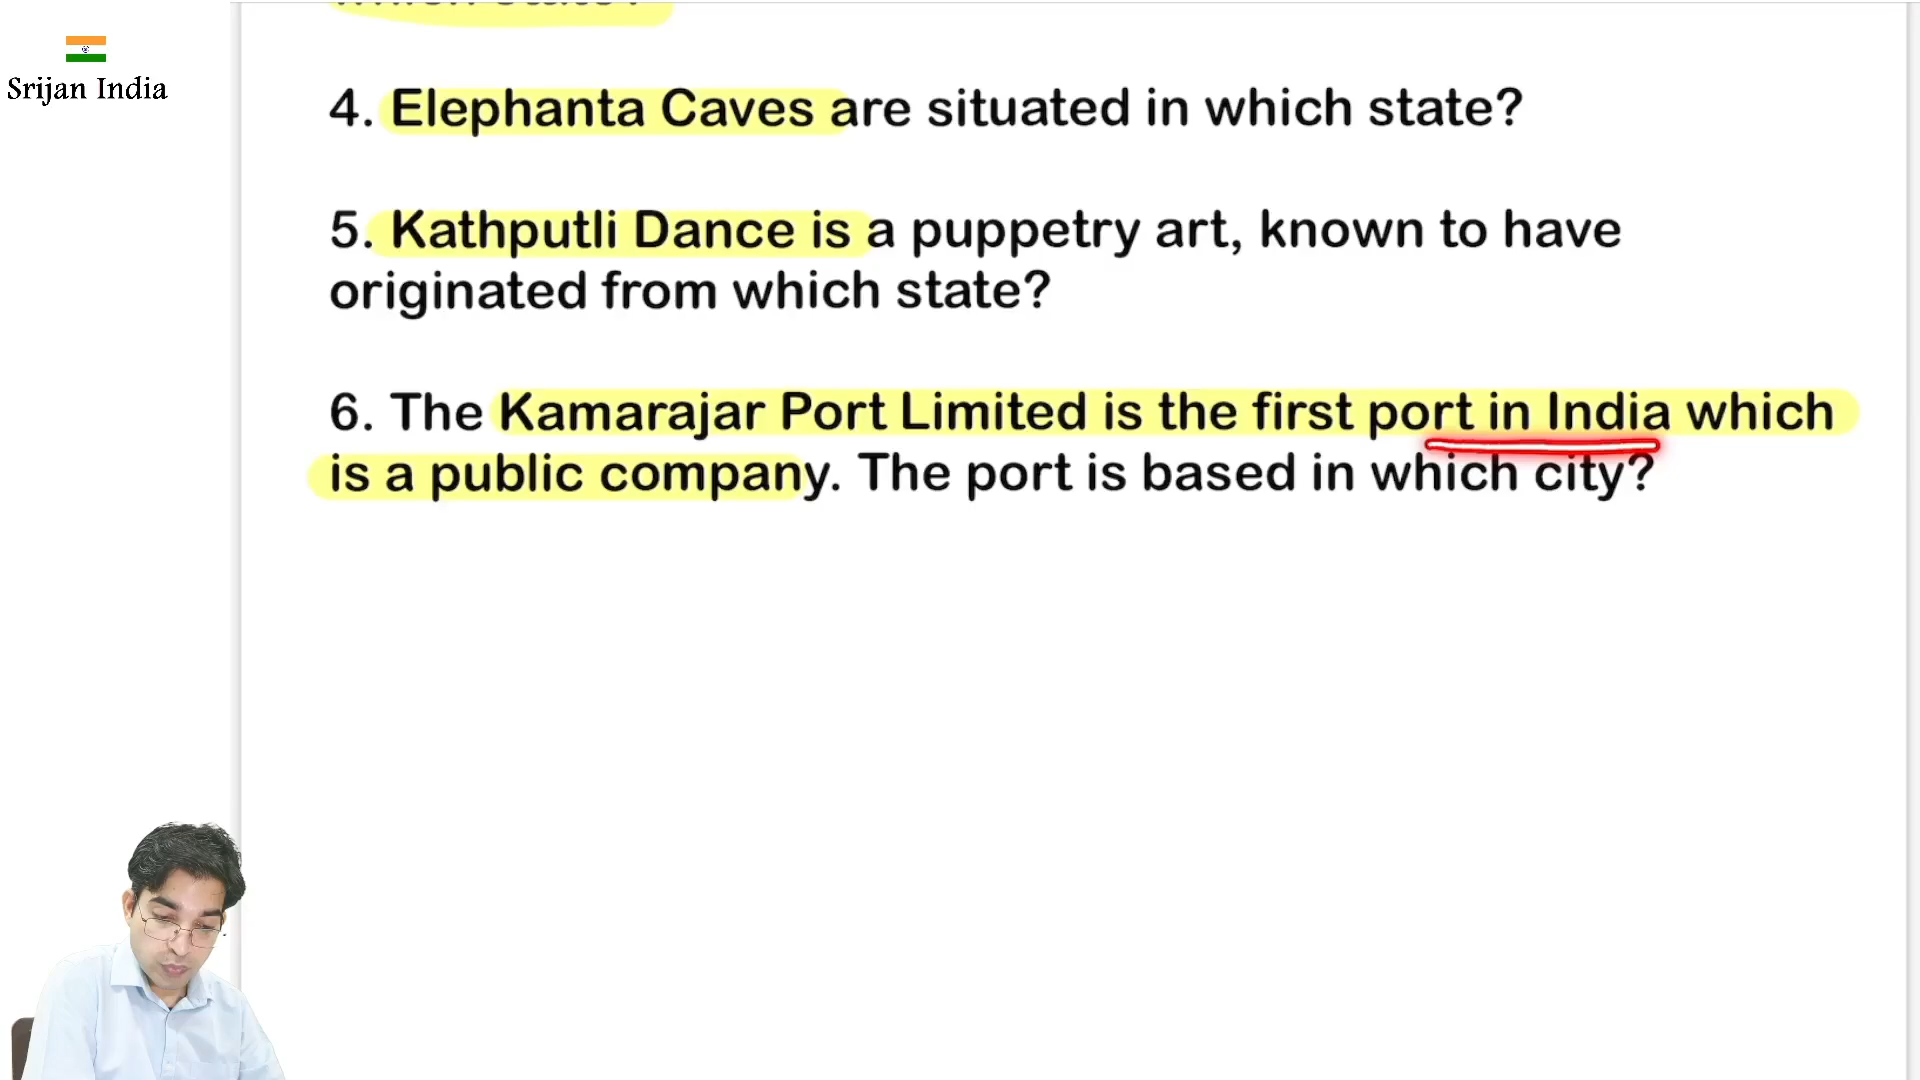 Srijan India
4. Elephanta Caves are situated in which state?
5. Kathputli Dance is a puppetry art, known to have
originated from which state?
6. The Kamarajar Port Limited is the first port in India which
is a public company. The port is based in which city?